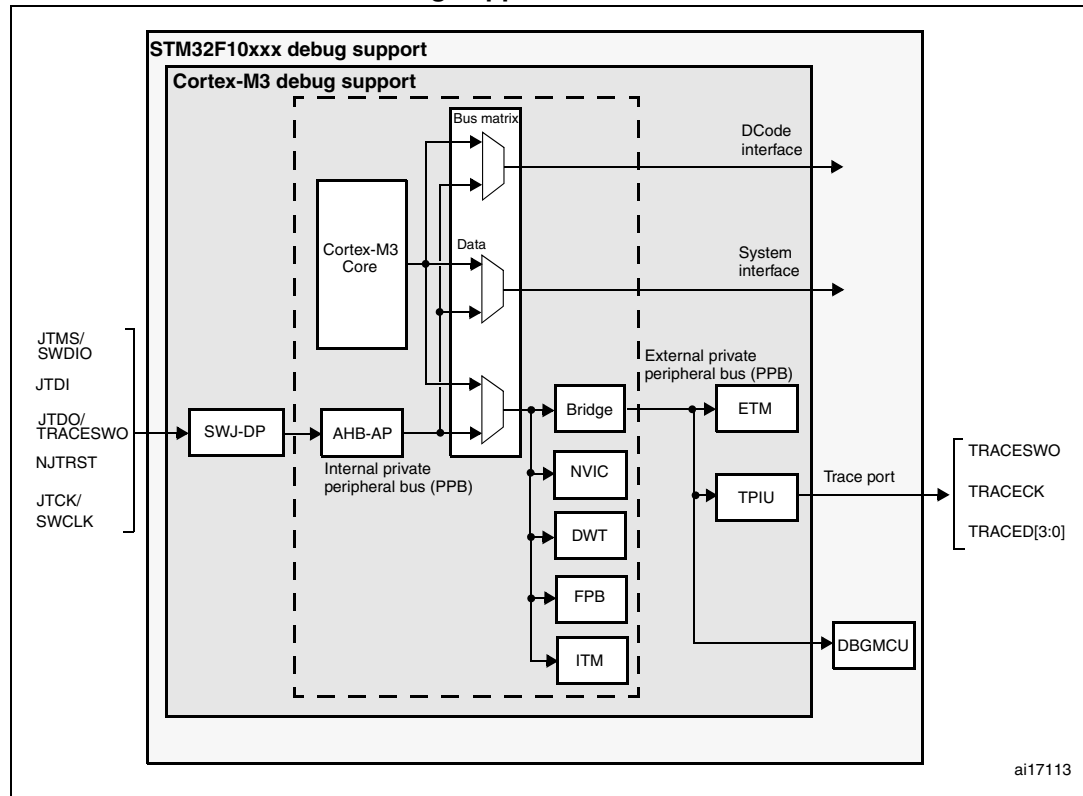 STM32F10xxx debug support
Cortex-M3 debug support
Bus matrix
DCode
interface
Cortex-M3
Core
Data
System
interface
JTMS/
SWDIO
JTDI
JTDO/
TRACESWO
NJTRST
JTCK/
SWCLK
SWJ-DP
AHB-AP
Internal private
peripheral bus (PPB)
External private
peripheral bus (PPB)
Bridge
NVIC
DWT
FPB
ITM
ETM
TPIU
Trace port
TRACESWO
TRACECK
TRACED[3:0]
DBGMCU
ai17113